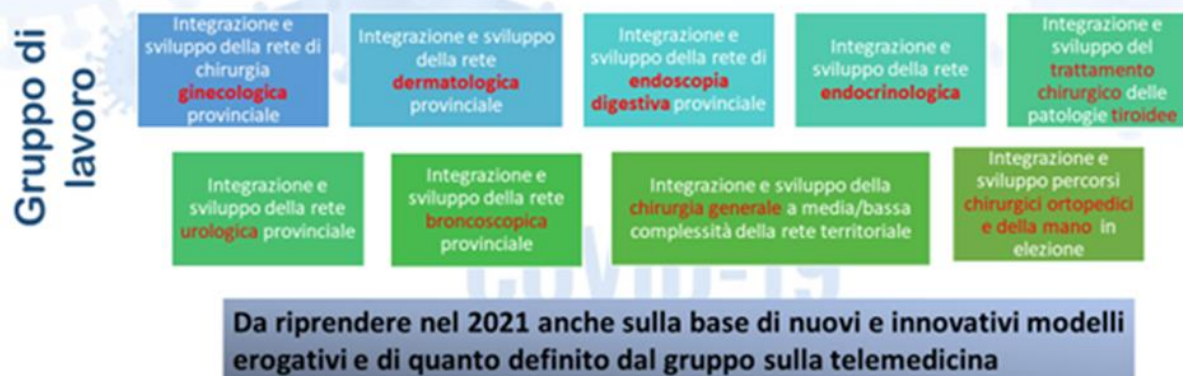 Gruppo di
lavoro
Integrazione e
sviluppo della rete di
chirurgia
ginecologica
provinciale
Integrazione e sviluppo
della rete
dermatologica
provinciale
Integrazione e
sviluppo della rete di
endoscopia
digestiva provinciale
Integrazione e
sviluppo della rete
endocrinologica
Integrazione e
sviluppo del
trattamento
chirurgico delle
patologie tiroidee
Integrazione e
sviluppo della rete
urologica provinciale
Integrazione e
sviluppo della rete
broncoscopica
provinciale
Integrazione e sviluppo della
chirurgia generale a media/bassa
complessità della rete territoriale
Integrazione e
sviluppo percorsi
chirurgici ortopedici
e della mano in
elezione
COVID-19
Da riprendere nel 2021 anche sulla base di nuovi e innovativi modelli
erogativi e di quanto definito dal gruppo sulla telemedicina